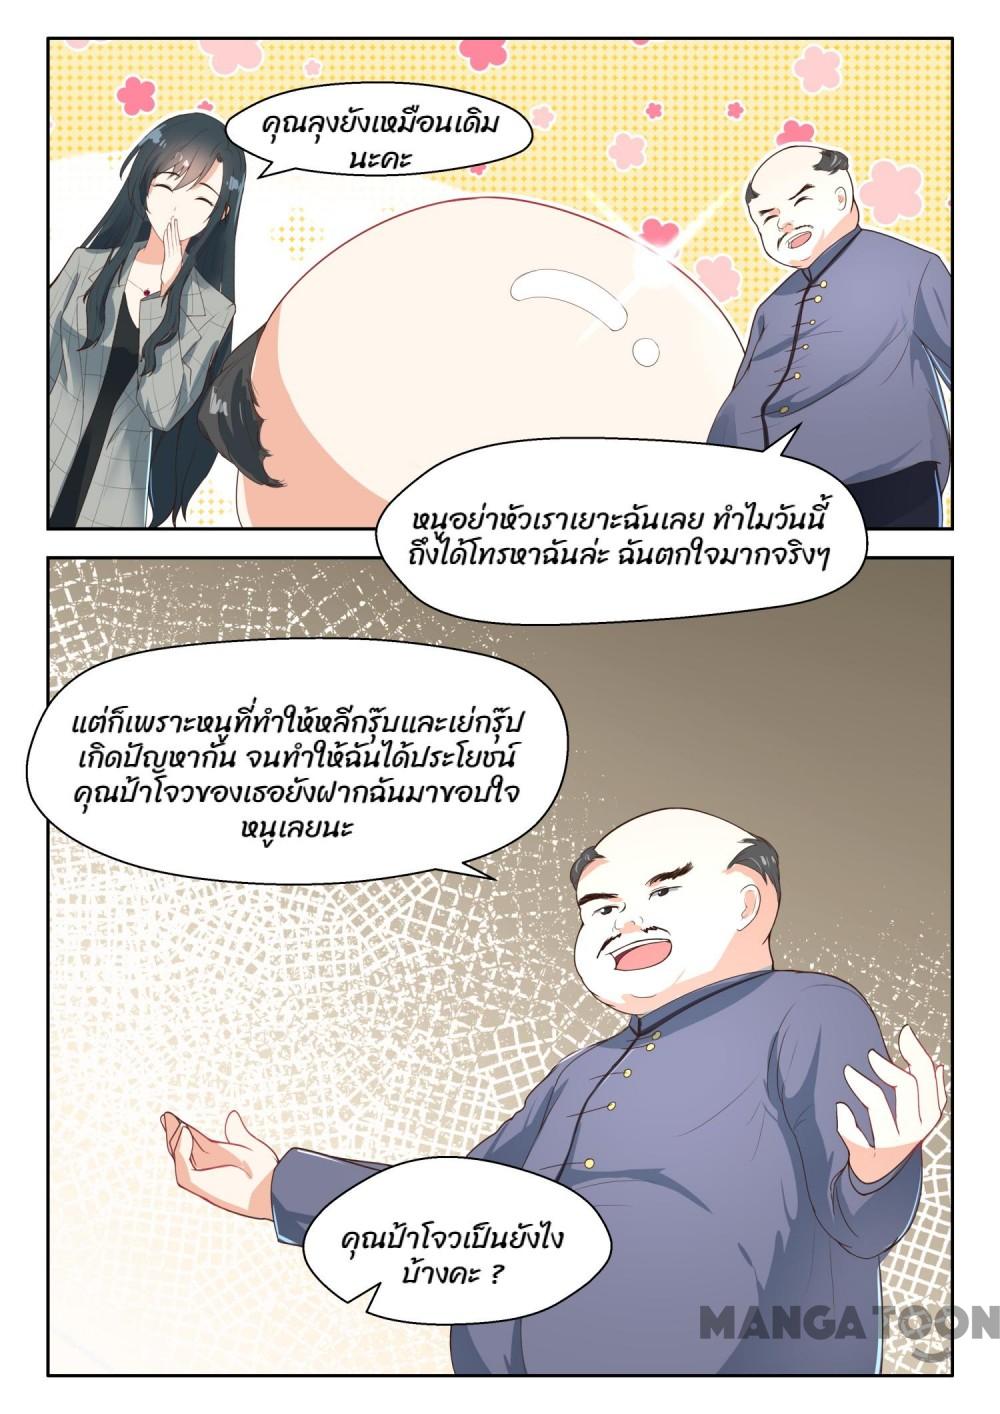 คุณลุงยังเหมือนเดิม
นะคะ
หนูอย่าหัวเราเยาะฉันเลย ทำไมวันนี้
ถึงได้โทรหาฉันล่ะ ฉันตกใจมากจริงๆ
แต่ก็เพราะหนูที่ทำให้หลีกรุ๊บและเย่กรุ๊ป
เกิดปัญหากัน จนทำให้ฉันได้ประโยชน์
คุณป้าโจวของเธอยังฝากฉันมาขอบใจ
หนูเลยนะ
คุณป้าโจวเป็นยังไง
บ้างคะ ?
MANGATOON